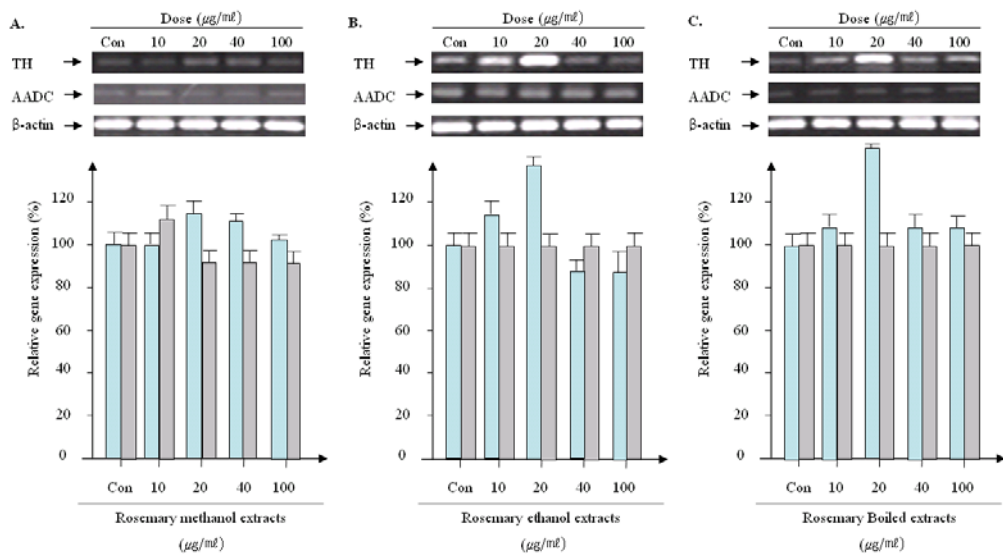 A.
Dose (μg/㎖)
Con 10 20 40 100
TH
AADC
β-actin
Relative gene expression (%)
120
100
80
60
40
20
0
Con 10 20 40 100
Rosemary methanol extracts
(μg/㎖)
B.
Dose (μg/㎖)
Con 10 20 40 100
TH
AADC
β-actin
Relative gene expression (%)
120
100
80
60
40
20
0
Con 10 20 40 100
Rosemary ethanol extracts
(μg/㎖)
C.
Dose (μg/㎖)
Con 10 20 40 100
TH
AADC
β-actin
Relative gene expression (%)
120
100
80
60
40
20
0
Con 10 20 40 100
Rosemary Boiled extracts
(μg/㎖)